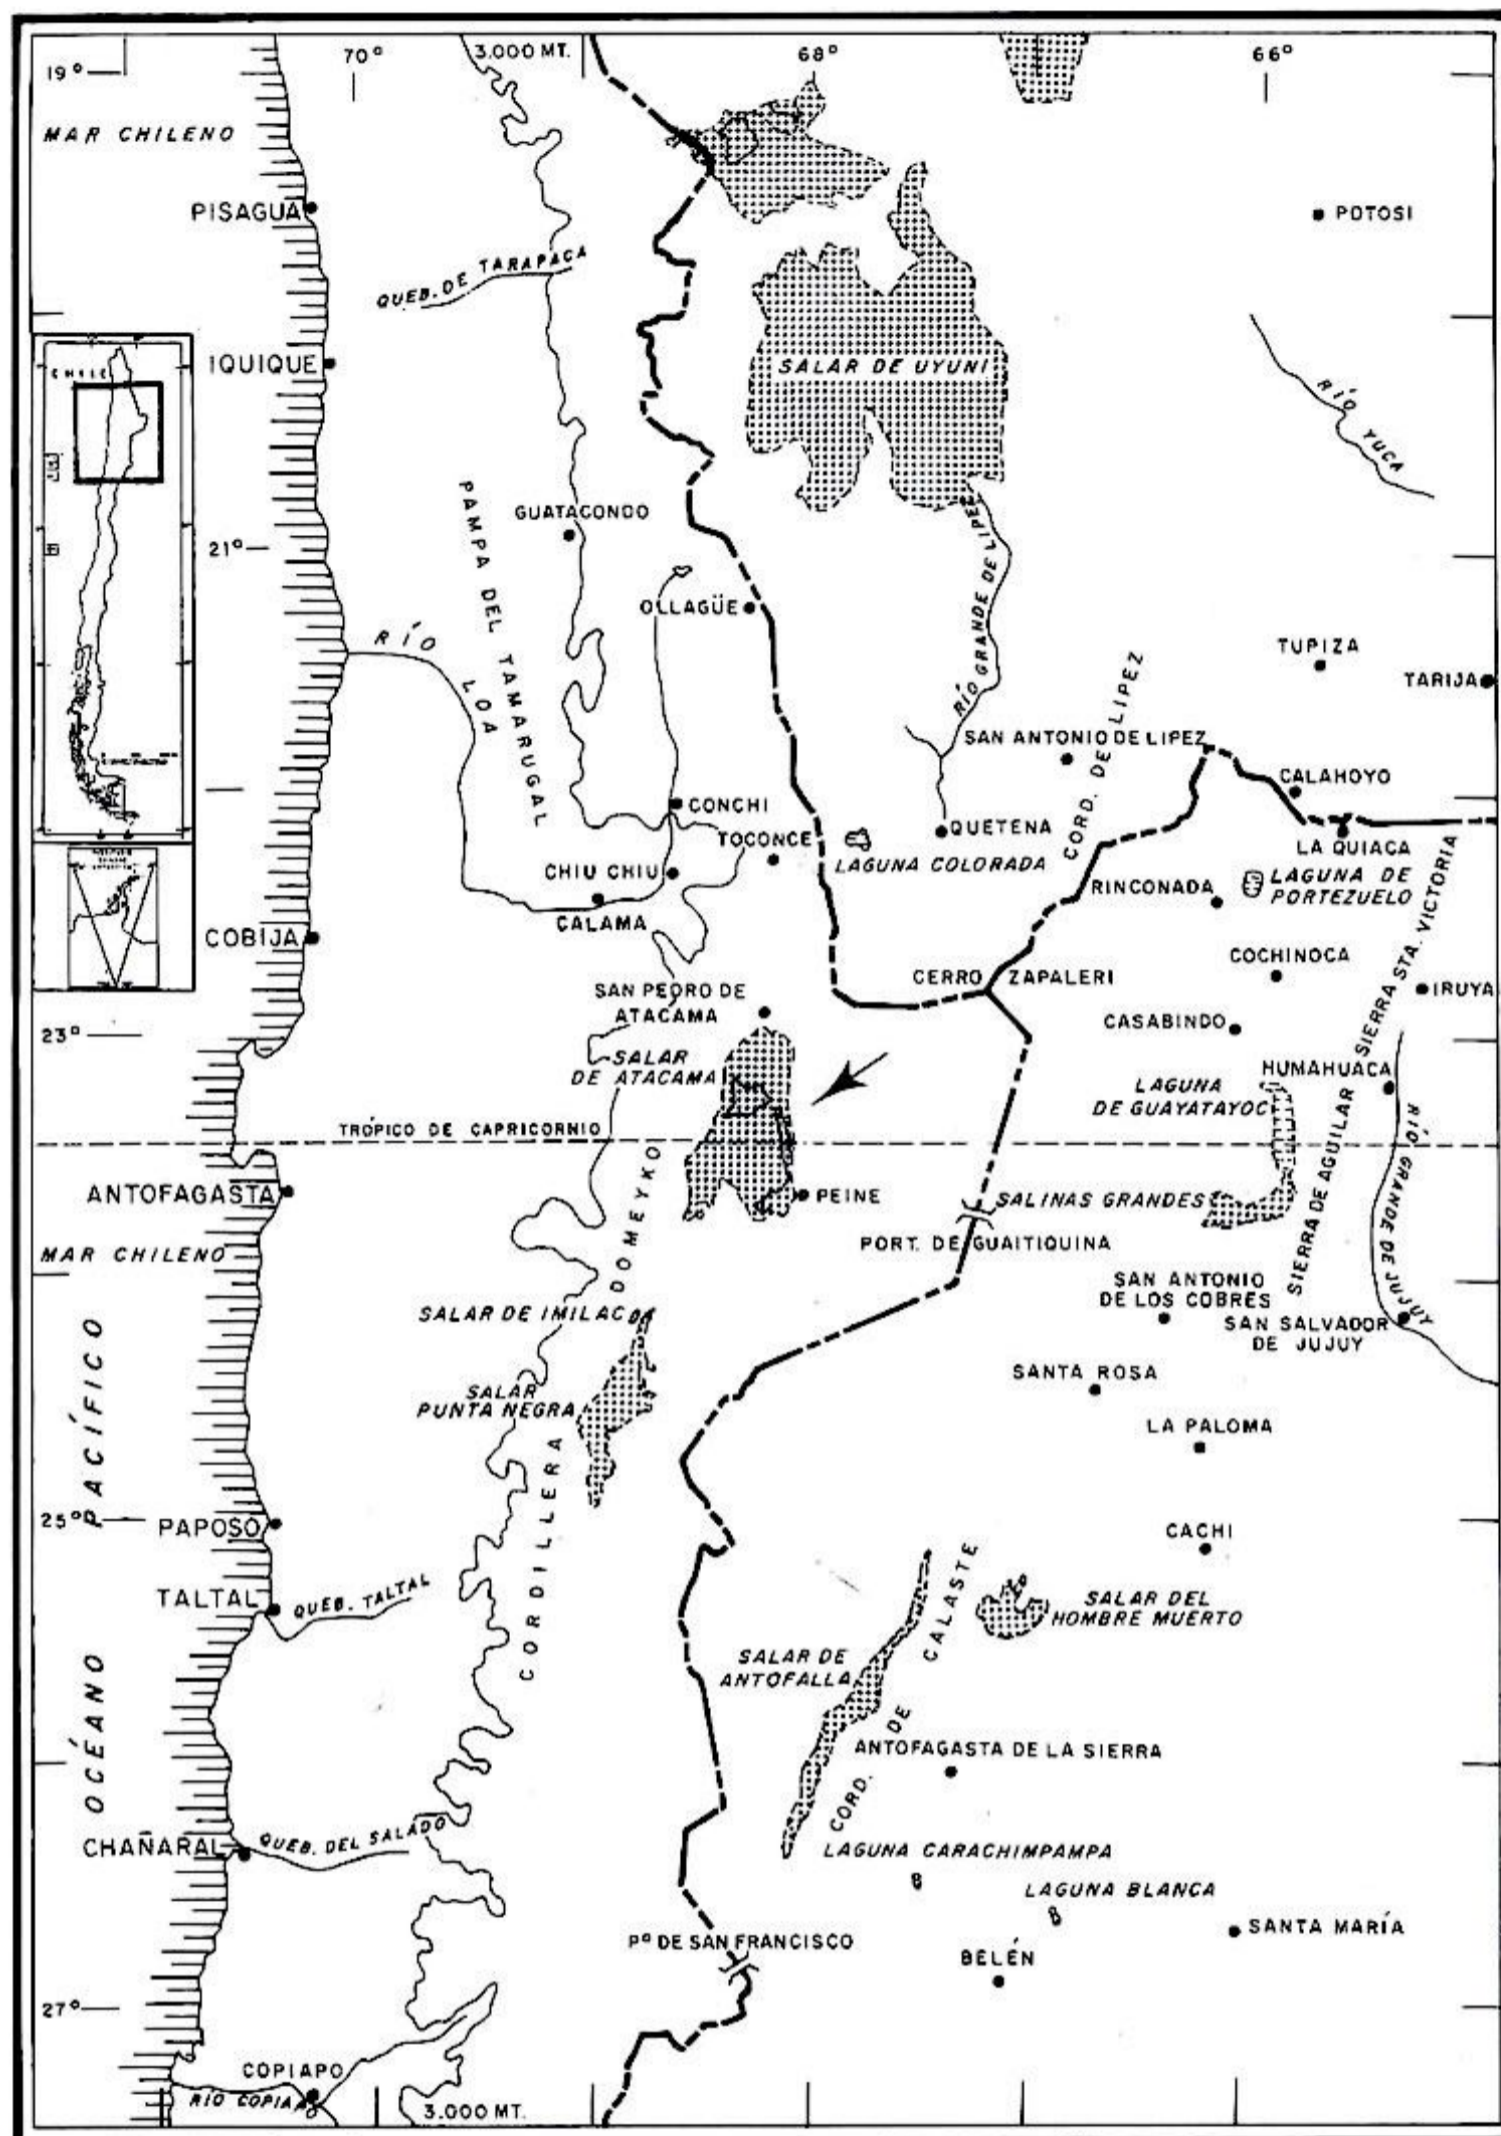 3.000 MT.
70°
68°
66°
19°
MAR CHILENO
PISAGUA
POTOSI
QUEB. DE TARAPACA
IQUIQUE
SALAR DE UYUNI
RÍO YUCA
CHILE
PAMPA DEL TAMARUGAL
GUATACONDO
21°
RÍO GRANDE DE LIPEZ
OLLAGÜE
RÍO LOA
TUPIZA
TARIJA
CORD. DE LIPEZ
SAN ANTONIO DE LIPEZ
CALAHOYO
CONCHI
TOCONCE
QUETENA
LA QUIACA
LAGUNA COLORADA
CHIU CHIU
RINCONADA
LAGUNA DE
PORTEZUELO
CALAMA
COBIJA
SIERRA STA. VICTORIA
COCHINOCA
CERRO ZAPALERI
IRUYA
SAN PEDRO DE
ATACAMA
CASABINDO
23°
SALAR
DE ATACAMA
HUMAHUACA
LAGUNA
DE GUAYATAYOC
TRÓPICO DE CAPRICORNIO
SIERRA DE AGUILAR
RÍO GRANDE DE JUJUY
ANTOFAGASTA
PEINE
SALINAS GRANDES
MAR CHILENO
PORT. DE GUAITIQUINA
CORDILLERA DOMEYKO
SAN ANTONIO
DE LOS COBRES
SALAR DE IMILAC
SAN SALVADOR
DE JUJUY
SANTA ROSA
SALAR
PUNTA NEGRA
LA PALOMA
OCÉANO PACÍFICO
25°
PAPOSO
CACHI
TALTAL
QUEB. TALTAL
CORD. DE CALASTE
SALAR DEL
HOMBRE MUERTO
SALAR DE
ANTOFALLA
ANTOFAGASTA DE LA SIERRA
CHAÑARAL
QUEB. DEL SALADO
LAGUNA CARACHIMPAMPA
LAGUNA BLANCA
SANTA MARÍA
Pº DE SAN FRANCISCO
BELÉN
27°
COPIAPO
RIO COPIAPO
3.000 MT.